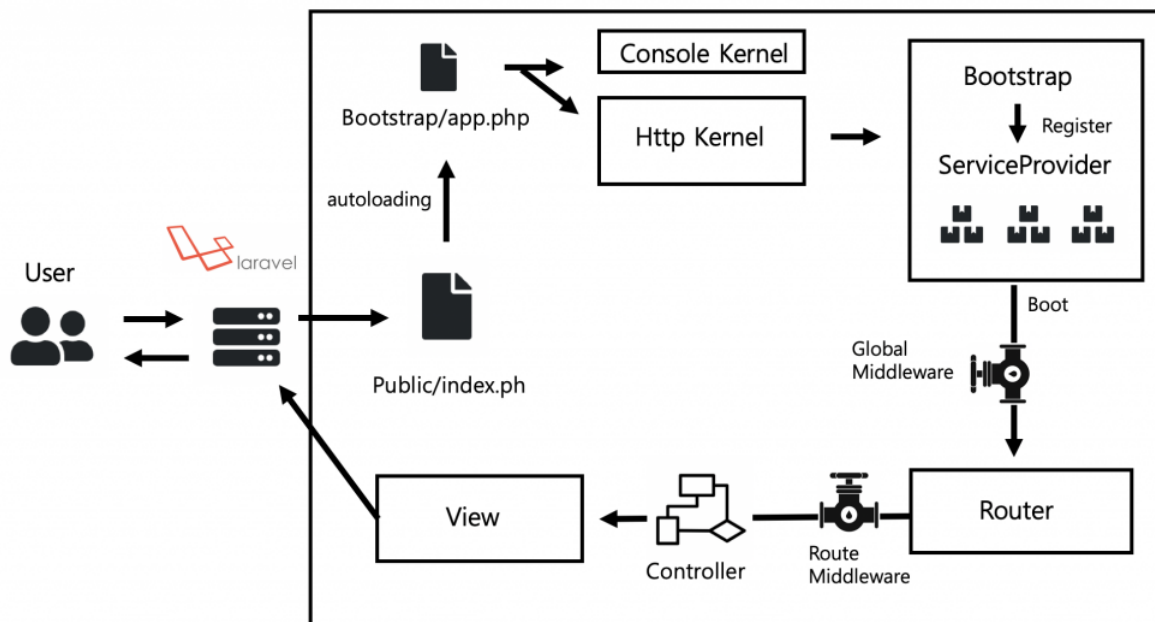 Console Kernel
Bootstrap
Bootstrap/app.php
Http Kernel
Register
ServiceProvider
autoloading
laravel
User
Boot
Global
Middleware
Public/index.ph
View
Router
Controller
Route
Middleware